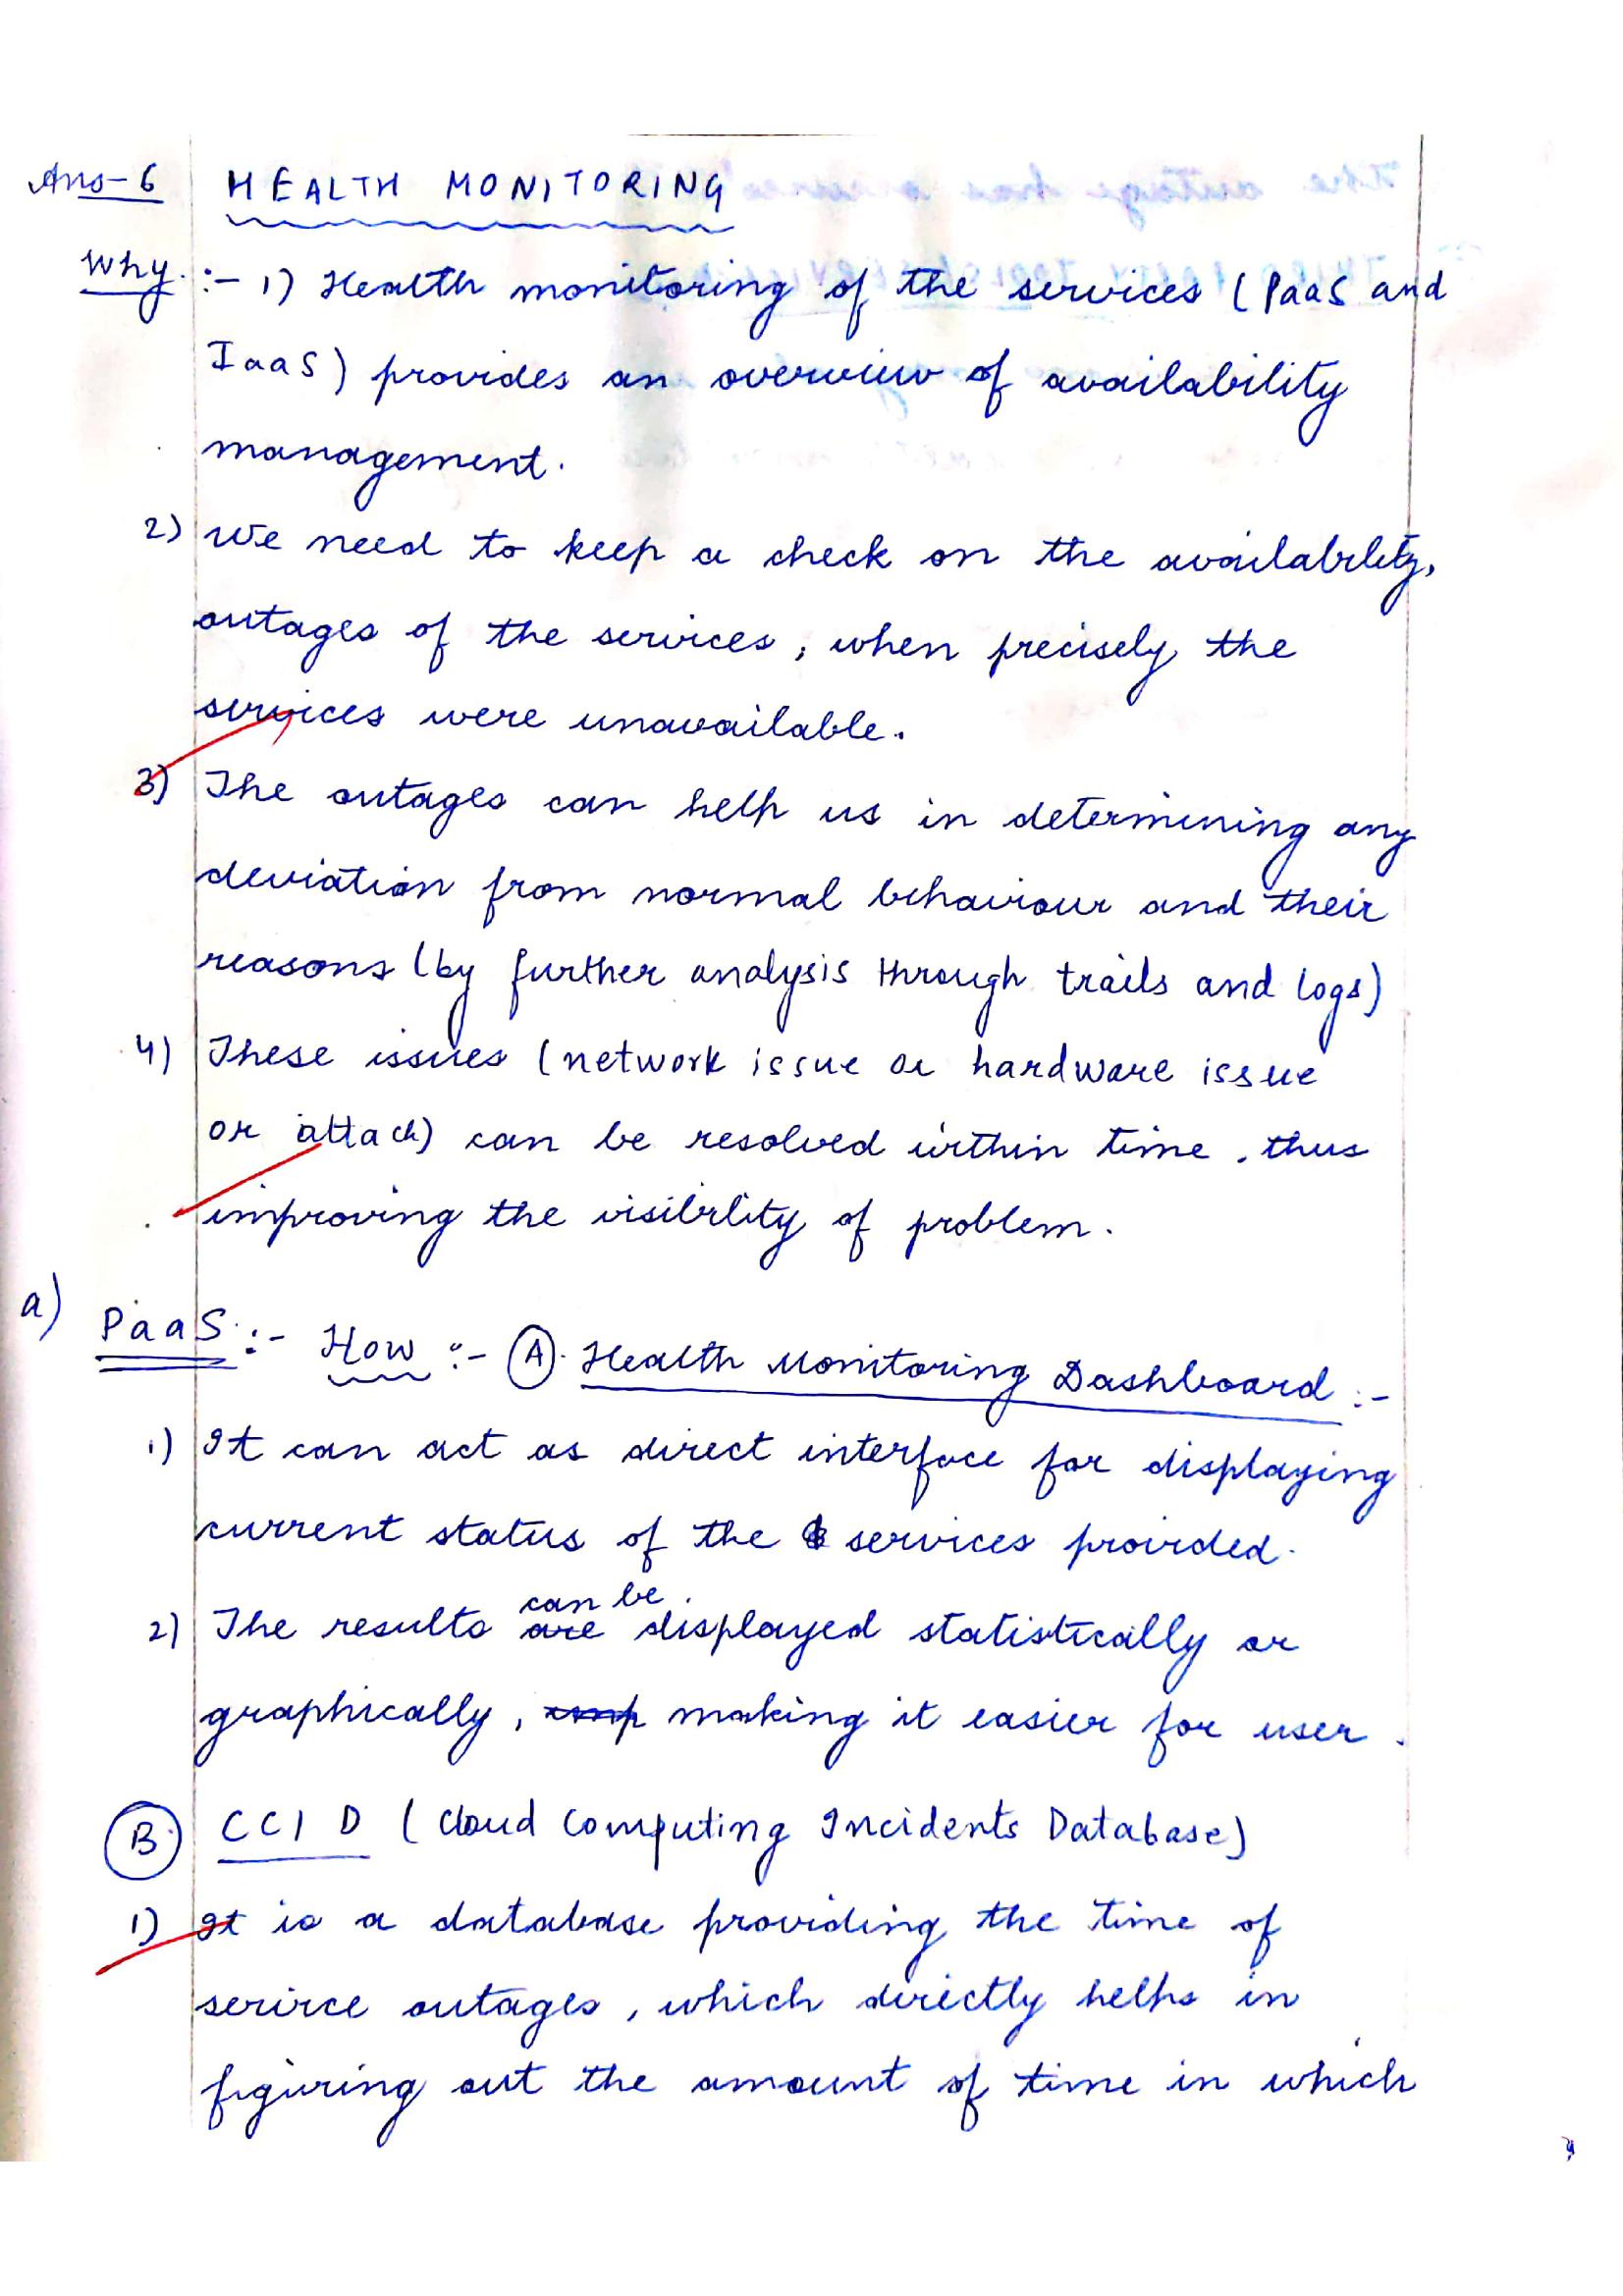 Ans-6 HEALTH MONITORING
Why :- 1) Health monitoring of the services (PaaS and
IaaS) provides an overview of availability
management.
2) We need to keep a check on the availability,
outages of the services, when precisely the
services were unavailable.
3) The outages can help us in determining any
deviation from normal behaviour and their
reasons (by further analysis through trails and logs)
4) These issues (network issue or hardware issue
or attack) can be resolved within time, thus
improving the visibility of problem.
a) PaaS :- How :- (A). Health Monitoring Dashboard :-
1) It can act as direct interface for displaying
current status of the services provided.
2) The results can be displayed statistically or
graphically, making it easier for user.
(B) CCID (Cloud Computing Incidents Database)
1) It is a database providing the time of
service outages, which directly helps in
figuring out the amount of time in which